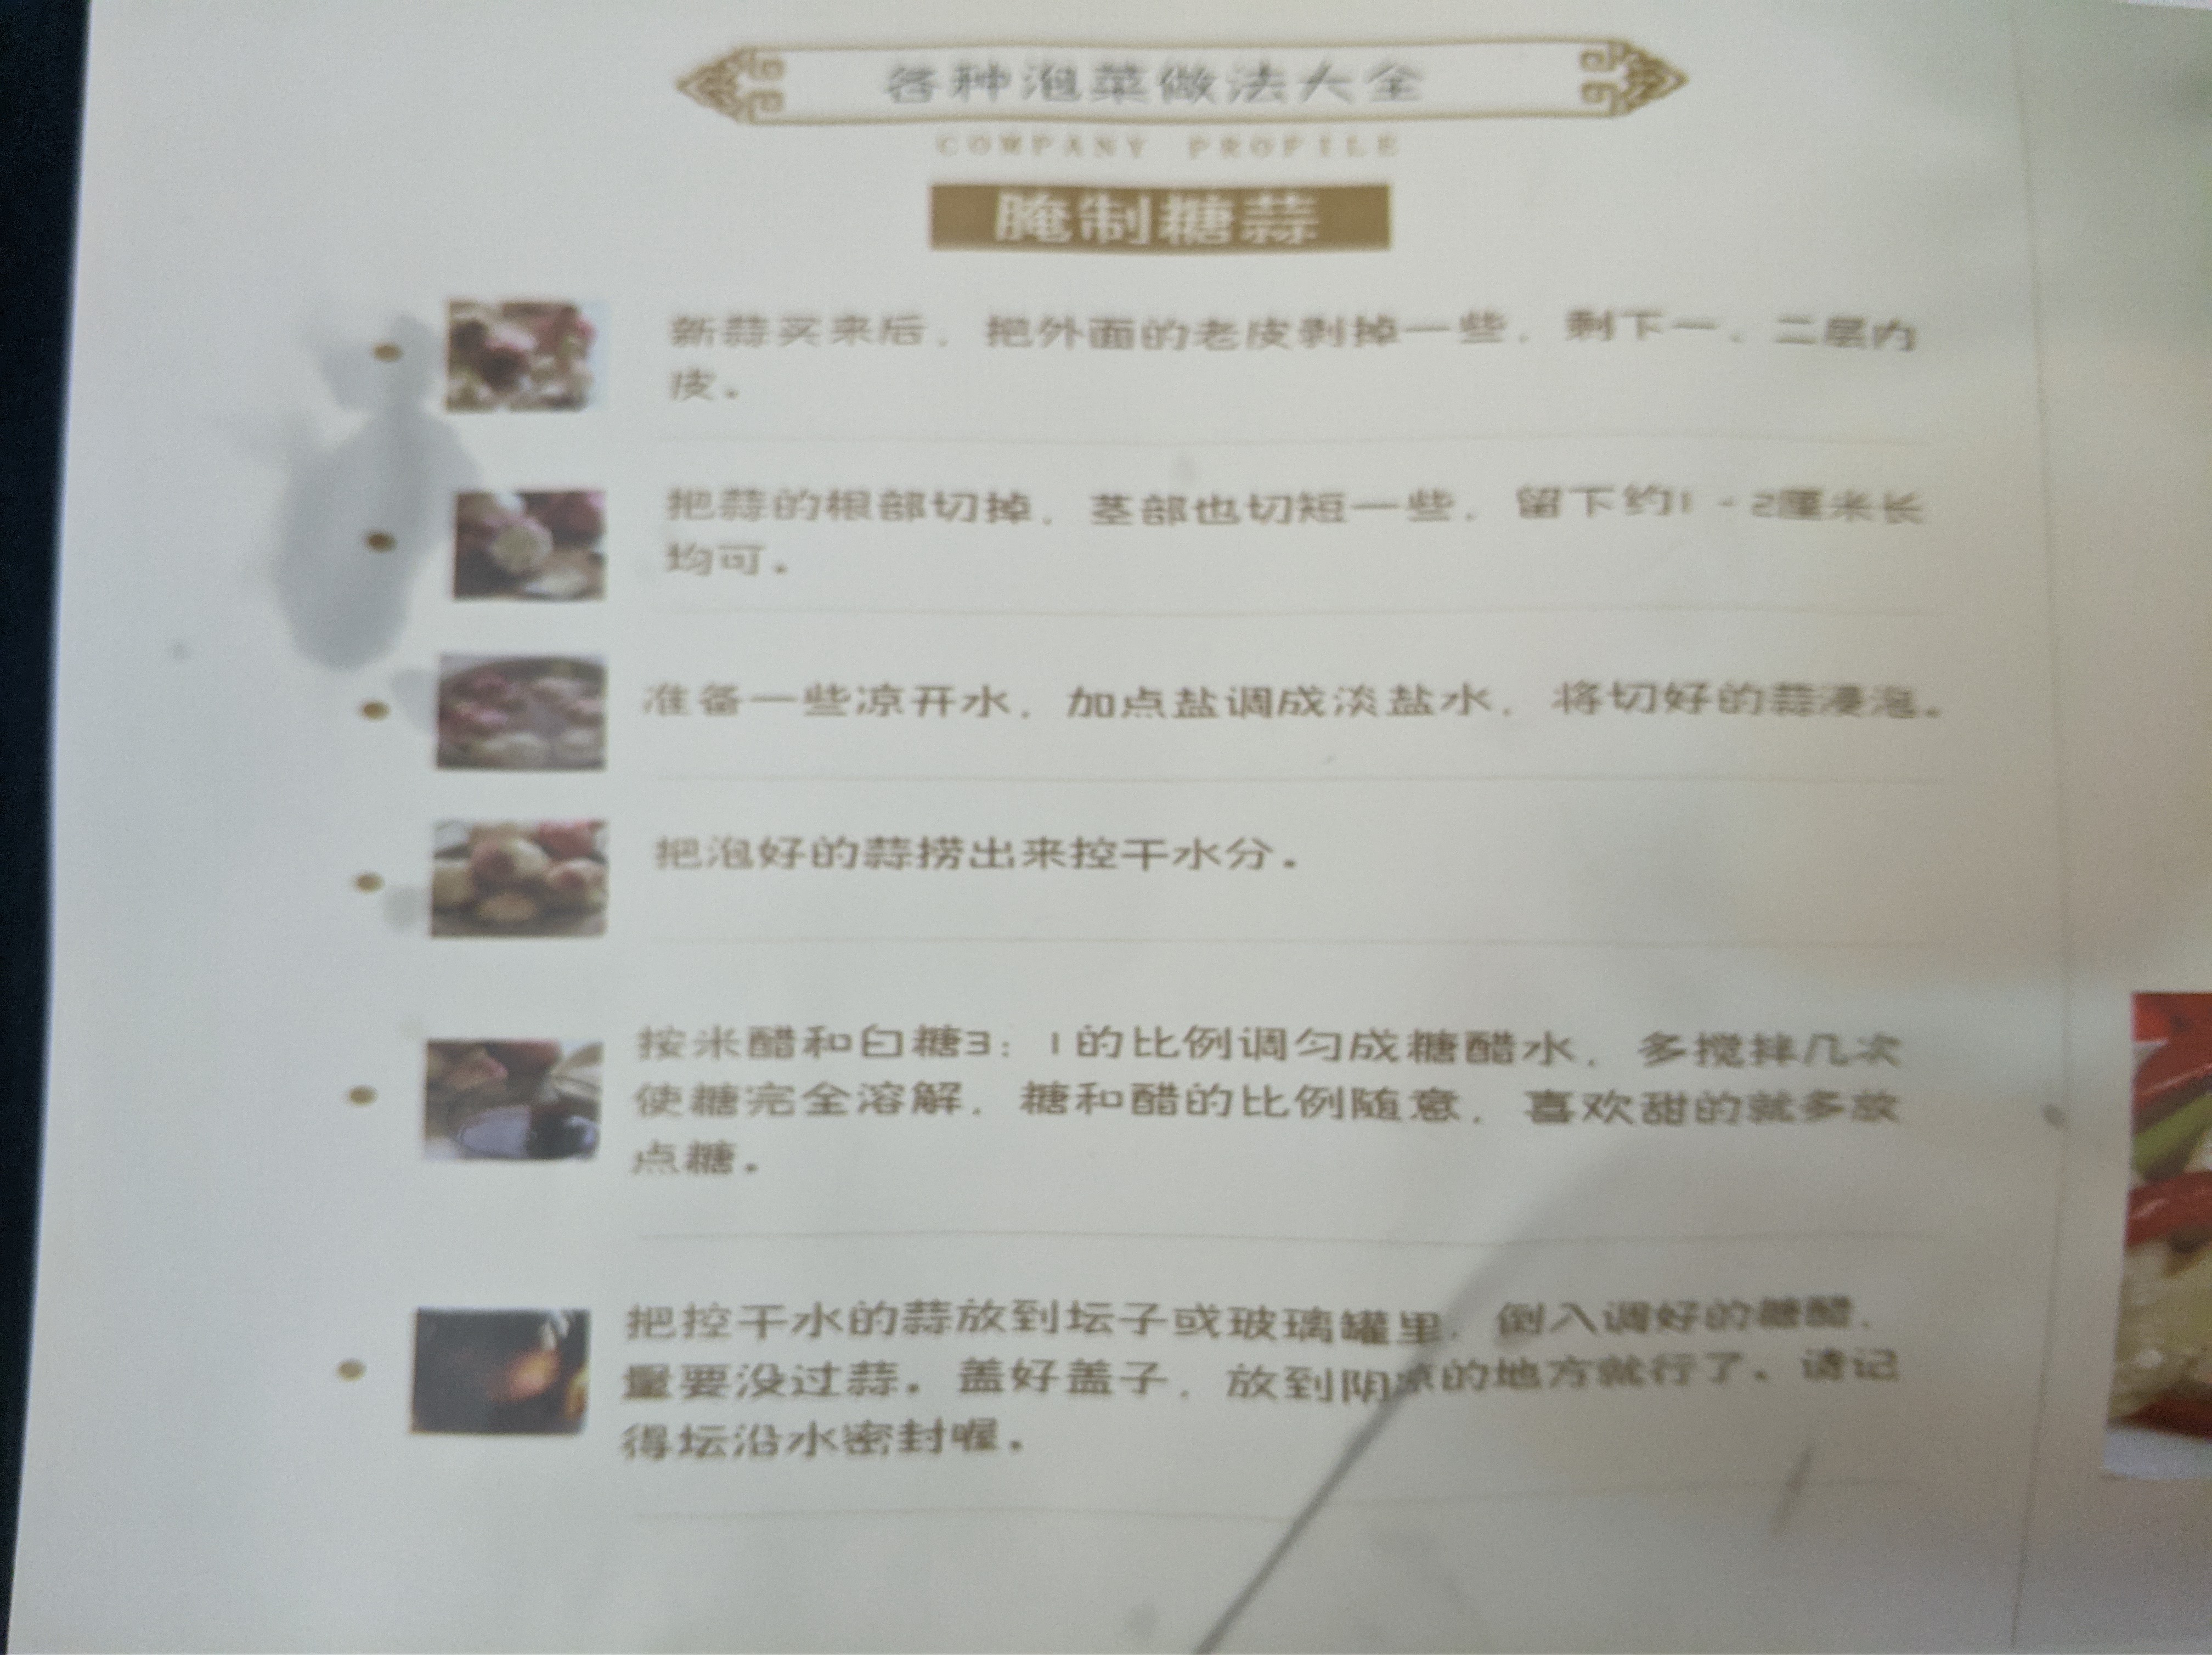 各种泡菜做法大全
COMPANY PROFILE
腌制糖蒜
新蒜买来后，把外面的老皮剥掉一些，剩下一、二层内
皮。
把蒜的根部切掉，茎部也切短一些，留下约1-2厘米长
均可。
准备一些凉开水，加点盐调成淡盐水，将切好的蒜浸泡。
把泡好的蒜捞出来控干水分。
按米醋和白糖3：1的比例调匀成糖醋水，多搅拌几次
使糖完全溶解，糖和醋的比例随意，喜欢甜的就多放
点糖。
把控干水的蒜放到坛子或玻璃罐里，倒入调好的糖醋，
量要没过蒜。盖好盖子，放到阴凉的地方就行了。请记
得坛沿水密封喔。